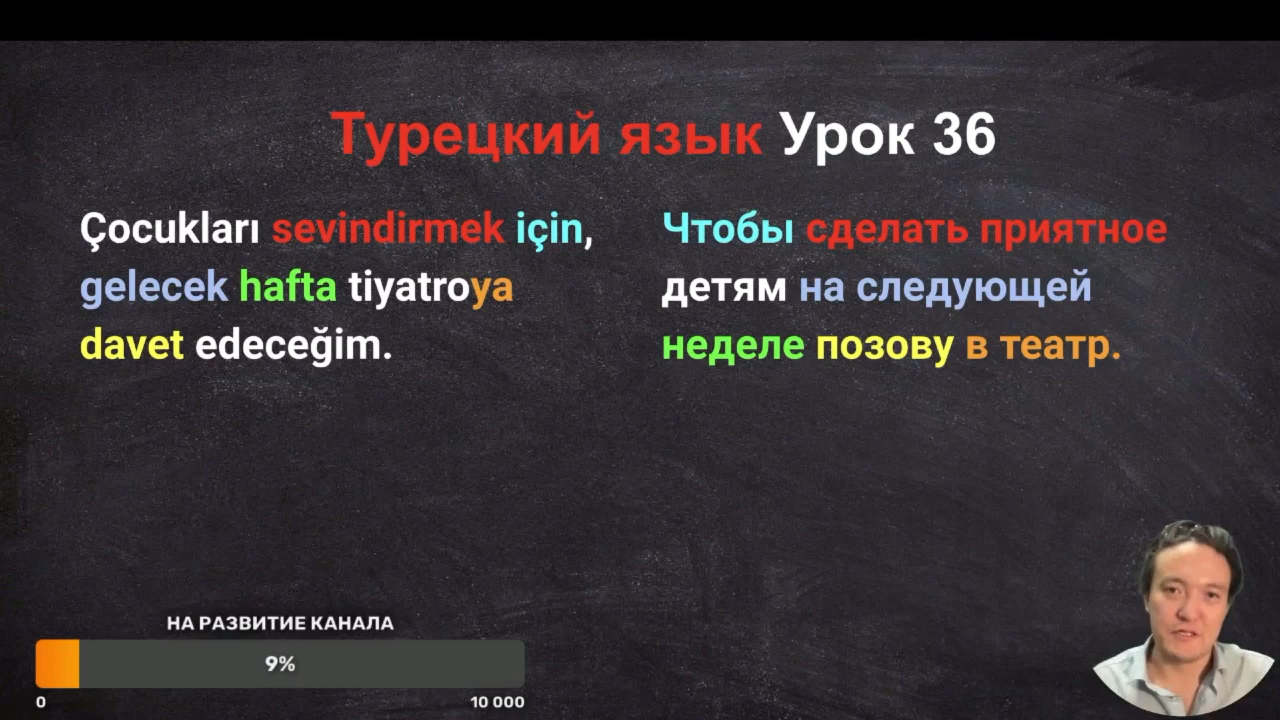 Турецкий язык Урок 36
Çocukları sevindirmek için,
gelecek hafta tiyatroya
davet edeceğim.
Чтобы сделать приятное
детям на следующей
неделе позову в театр.
НА РАЗВИТИЕ КАНАЛА
9%
0
10 000